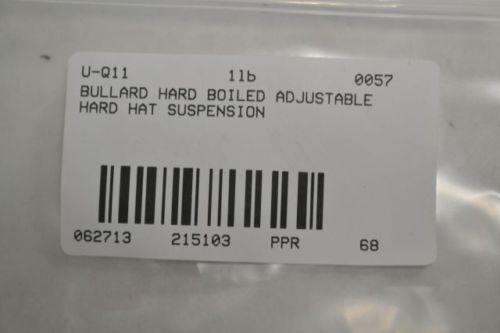 U-Q11 1lb 0057
BULLARD HARD BOILED ADJUSTABLE
HARD HAT SUSPENSION
062713 215103 PPR 68